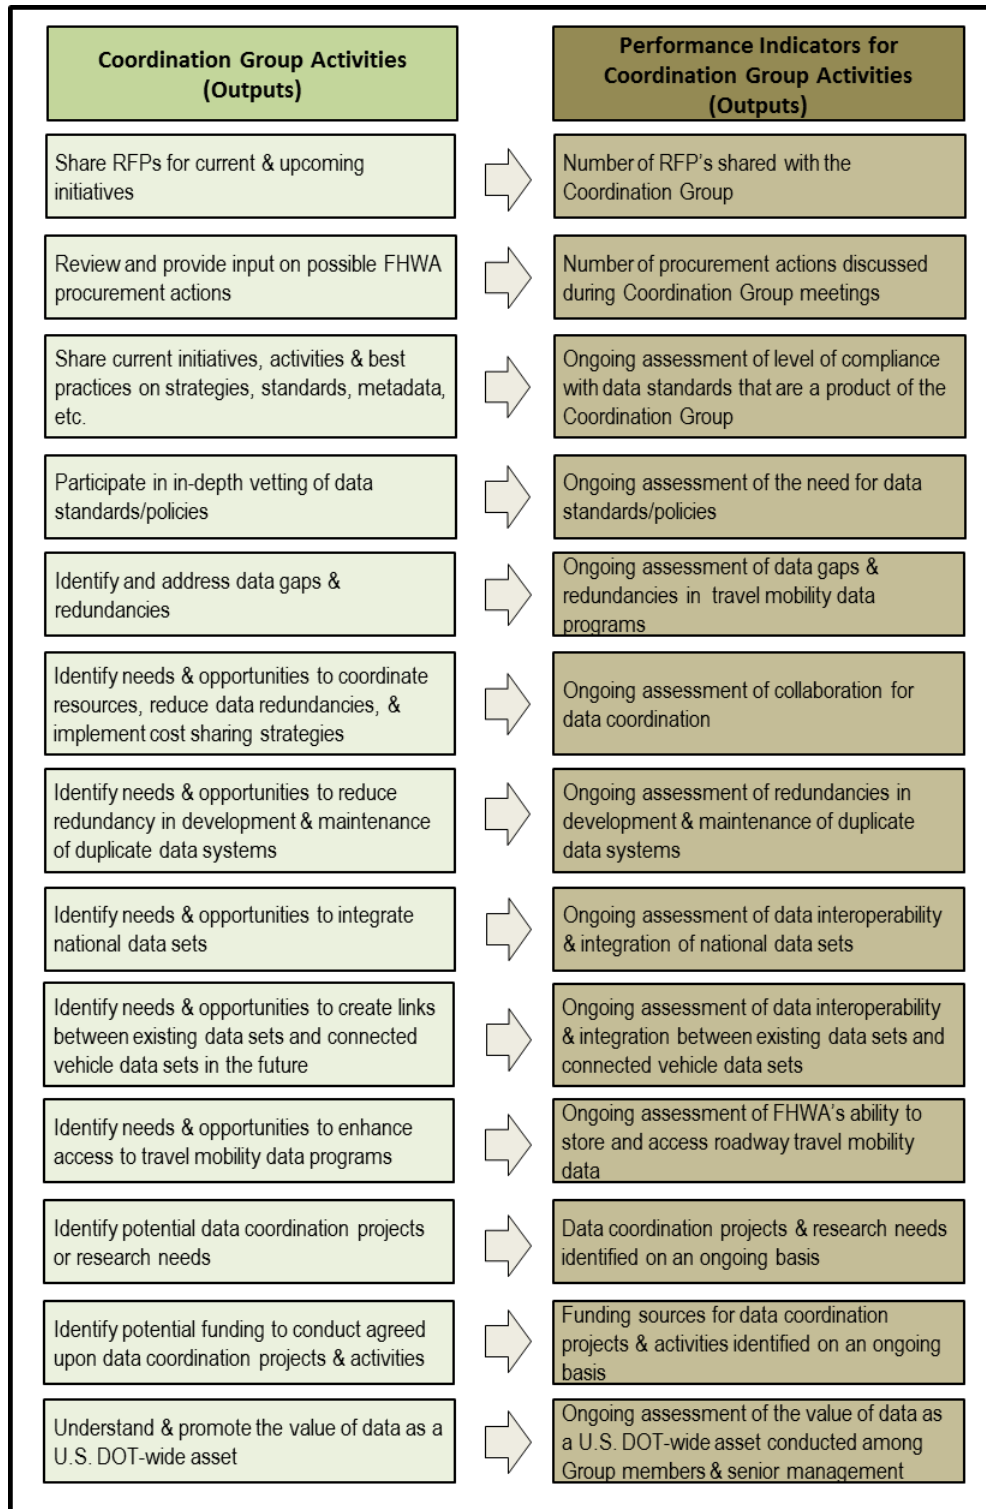 Coordination Group Activities
(Outputs)
Performance Indicators for
Coordination Group Activities
(Outputs)
Share RFPs for current & upcoming
initiatives
Number of RFP's shared with the
Coordination Group
Review and provide input on possible FHWA
procurement actions
Number of procurement actions discussed
during Coordination Group meetings
Share current initiatives, activities & best
practices on strategies, standards, metadata,
etc.
Ongoing assessment of level of compliance
with data standards that are a product of the
Coordination Group
Participate in in-depth vetting of data
standards/policies
Ongoing assessment of the need for data
standards/policies
Identify and address data gaps &
redundancies
Ongoing assessment of data gaps &
redundancies in travel mobility data
programs
Identify needs & opportunities to coordinate
resources, reduce data redundancies, &
implement cost sharing strategies
Ongoing assessment of collaboration for
data coordination
Identify needs & opportunities to reduce
redundancy in development & maintenance
of duplicate data systems
Ongoing assessment of redundancies in
development & maintenance of duplicate
data systems
Identify needs & opportunities to integrate
national data sets
Ongoing assessment of data interoperability
& integration of national data sets
Identify needs & opportunities to create links
between existing data sets and connected
vehicle data sets in the future
Ongoing assessment of data interoperability
& integration between existing data sets and
connected vehicle data sets
Identify needs & opportunities to enhance
access to travel mobility data programs
Ongoing assessment of FHWA's ability to
store and access roadway travel mobility
data
Identify potential data coordination projects
or research needs
Data coordination projects & research needs
identified on an ongoing basis
Identify potential funding to conduct agreed
upon data coordination projects & activities
Funding sources for data coordination
projects & activities identified on an ongoing
basis
Understand & promote the value of data as a
U.S. DOT-wide asset
Ongoing assessment of the value of data as
a U.S. DOT-wide asset conducted among
Group members & senior management